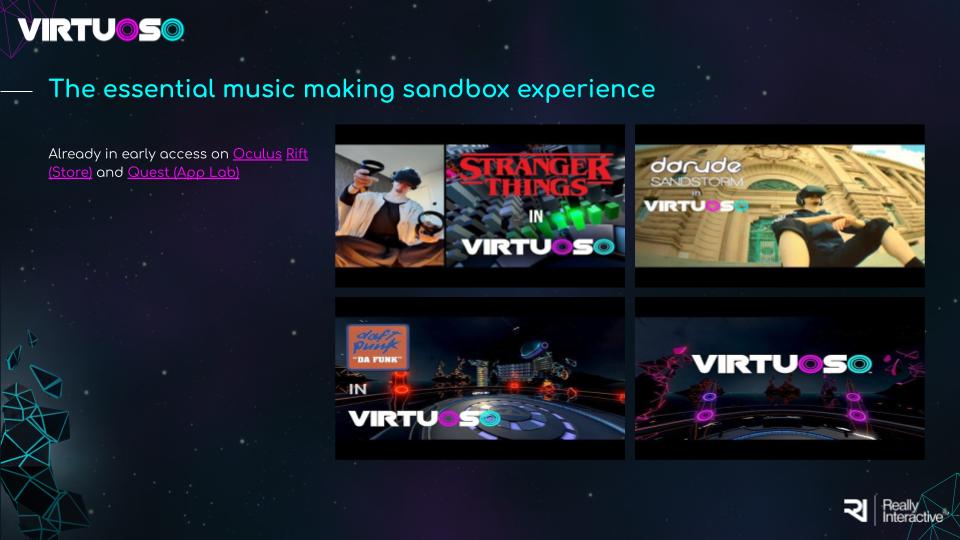 VIRTUOSO
The essential music making sandbox experience
Already in early access on Oculus Rift
(Store) and Quest (App Lab)
STRANGER
THINGS
IN
VIRTUOSO
darude
SANDSTORM
in
VIRTUOSO
daft
punk
"DA FUNK"
IN
VIRTUOSO
VIRTUOSO
RI
Really
Interactive